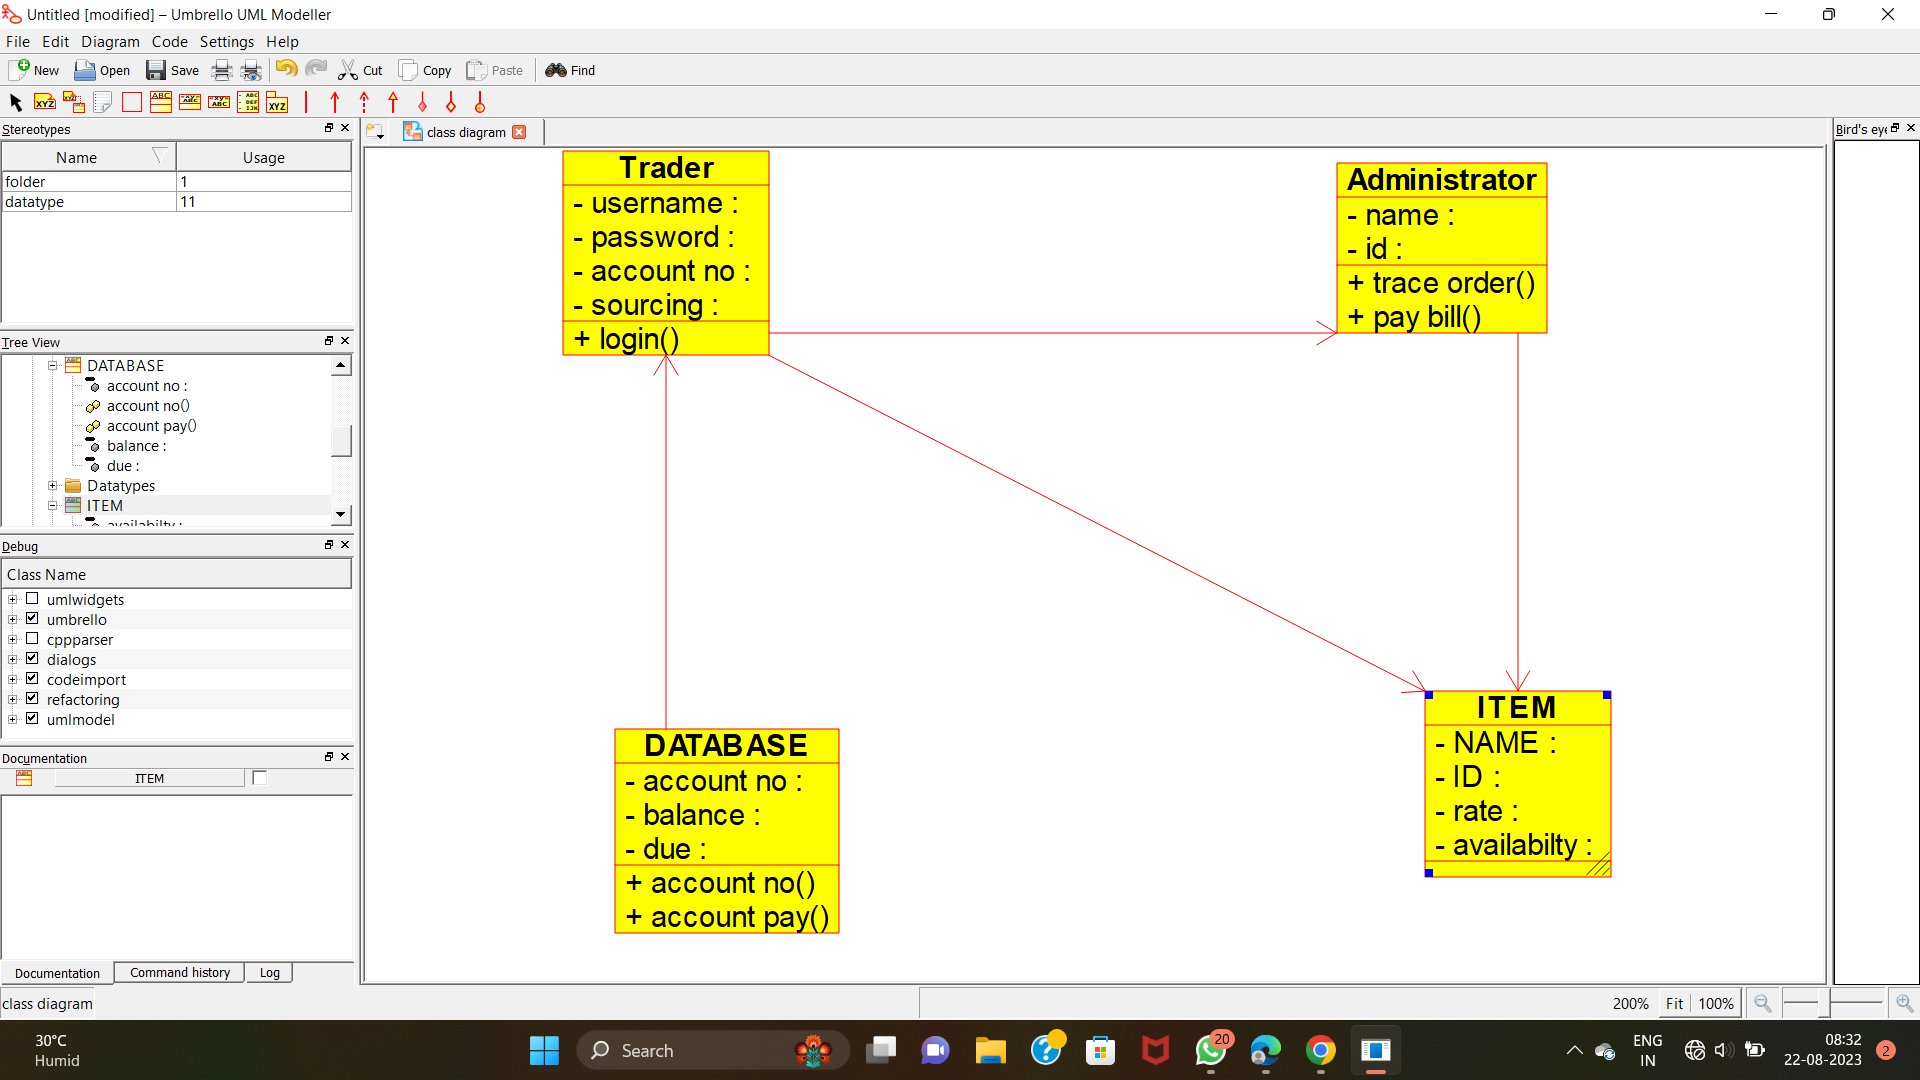 Untitled [modified] – Umbrello UML Modeller
File Edit Diagram Code Settings Help
New Open Save Cut Copy Paste Find
Stereotypes
Name Usage
folder 1
datatype 11
Tree View
DATABASE
account no :
account no()
account pay()
balance :
due :
Datatypes
ITEM
availabilty :
Debug
Class Name
umlwidgets
umbrello
cppparser
dialogs
codeimport
refactoring
umlmodel
Documentation
ITEM
Documentation Command history Log
class diagram
class diagram
Trader
- username :
- password :
- account no :
- sourcing :
+ login()
Administrator
- name :
- id :
+ trace order()
+ pay bill()
DATABASE
- account no :
- balance :
- due :
+ account no()
+ account pay()
ITEM
- NAME :
- ID :
- rate :
- availabilty :
Bird's eye
200% Fit 100%
30°C
Humid
Search
20
ENG
IN
08:32
22-08-2023
2